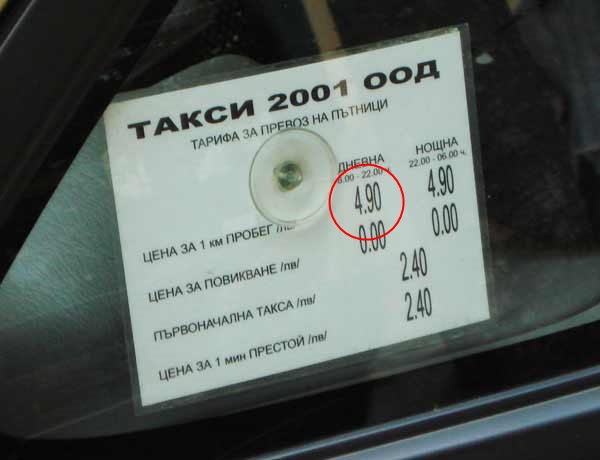 ТАКСИ 2001 ООД
ТАРИФА ЗА ПРЕВОЗ НА ПЪТНИЦИ
ДНЕВНА НОЩНА
6.00 - 22.00 ч. 22.00 - 06.00 ч.
ЦЕНА ЗА 1 км ПРОБЕГ /лв 4.90 4.90
ЦЕНА ЗА ПОВИКВАНЕ /лв/ 0.00 0.00
ПЪРВОНАЧАЛНА ТАКСА /лв/ 2.40
ЦЕНА ЗА 1 мин ПРЕСТОЙ /лв/ 2.40